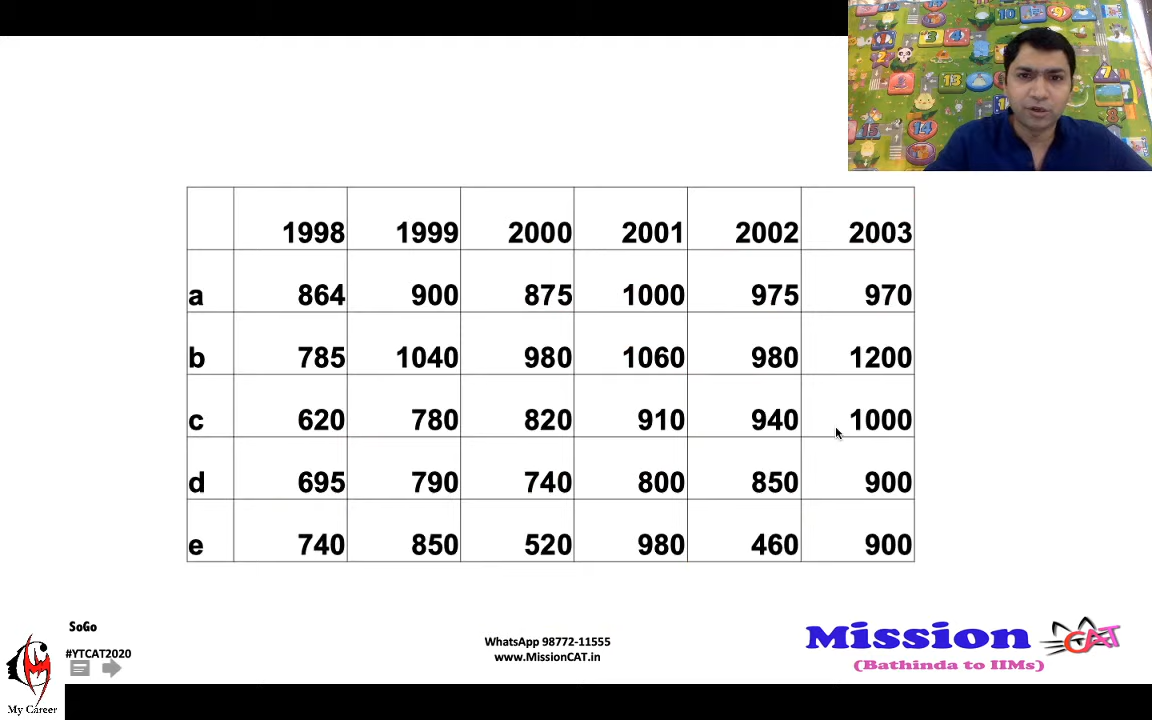 1998 1999 2000 2001 2002 2003
a 864 900 875 1000 975 970
b 785 1040 980 1060 980 1200
c 620 780 820 910 940 1000
d 695 790 740 800 850 900
e 740 850 520 980 460 900
SoGo
#YTCAT2020
My Career
WhatsApp 98772-11555
www.MissionCAT.in
Mission CAT
(Bathinda to IIMs)